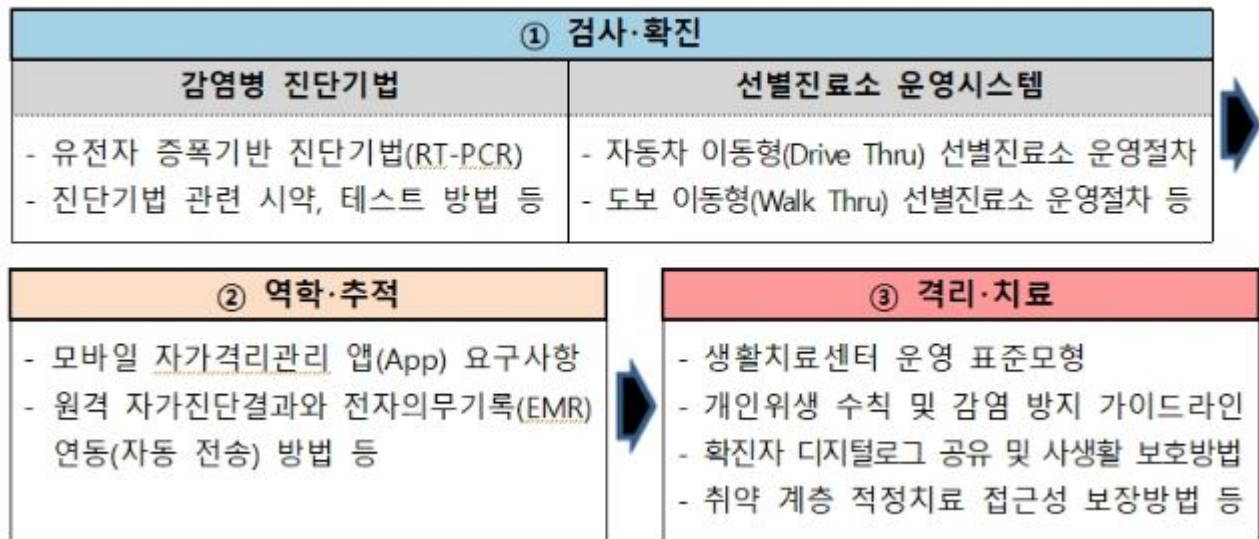 ① 검사·확진
감염병 진단기법
- 유전자 증폭기반 진단기법(RT-PCR)
- 진단기법 관련 시약, 테스트 방법 등
선별진료소 운영시스템
- 자동차 이동형(Drive Thru) 선별진료소 운영절차
- 도보 이동형(Walk Thru) 선별진료소 운영절차 등
② 역학·추적
- 모바일 자가격리관리 앱(App) 요구사항
- 원격 자가진단결과와 전자의무기록(EMR)
연동(자동 전송) 방법 등
③ 격리·치료
- 생활치료센터 운영 표준모형
- 개인위생 수칙 및 감염 방지 가이드라인
- 확진자 디지털로그 공유 및 사생활 보호방법
- 취약 계층 적정치료 접근성 보장방법 등